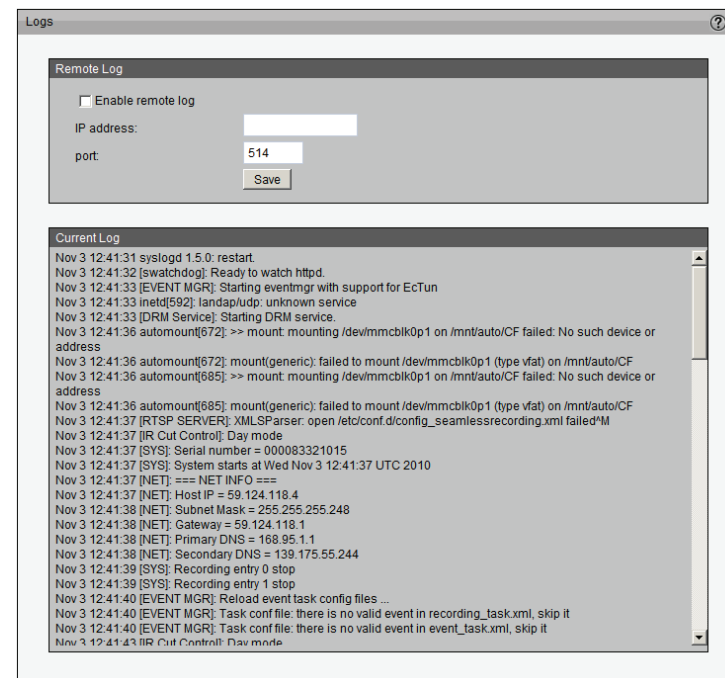 Logs
?
Remote Log
Enable remote log
IP address:
port: 514
Save
Current Log
Nov 3 12:41:31 syslogd 1.5.0: restart.
Nov 3 12:41:32 [swatchdog]: Ready to watch httpd.
Nov 3 12:41:33 [EVENT MGR]: Starting eventmgr with support for EcTun
Nov 3 12:41:33 inetd[592]: landap/udp: unknown service
Nov 3 12:41:33 [DRM Service]: Starting DRM service.
Nov 3 12:41:36 automount[672]: >> mount: mounting /dev/mmcblk0p1 on /mnt/auto/CF failed: No such device or
address
Nov 3 12:41:36 automount[672]: mount(generic): failed to mount /dev/mmcblk0p1 (type vfat) on /mnt/auto/CF
Nov 3 12:41:36 automount[685]: >> mount: mounting /dev/mmcblk0p1 on /mnt/auto/CF failed: No such device or
address
Nov 3 12:41:36 automount[685]: mount(generic): failed to mount /dev/mmcblk0p1 (type vfat) on /mnt/auto/CF
Nov 3 12:41:37 [RTSP SERVER]: XMLSParser: open /etc/conf.d/config_seamlessrecording.xml failed^M
Nov 3 12:41:37 [IR Cut Control]: Day mode
Nov 3 12:41:37 [SYS]: Serial number = 000083321015
Nov 3 12:41:37 [SYS]: System starts at Wed Nov 3 12:41:37 UTC 2010
Nov 3 12:41:37 [NET]: === NET INFO ===
Nov 3 12:41:37 [NET]: Host IP = 59.124.118.4
Nov 3 12:41:38 [NET]: Subnet Mask = 255.255.255.248
Nov 3 12:41:38 [NET]: Gateway = 59.124.118.1
Nov 3 12:41:38 [NET]: Primary DNS = 168.95.1.1
Nov 3 12:41:38 [NET]: Secondary DNS = 139.175.55.244
Nov 3 12:41:39 [SYS]: Recording entry 0 stop
Nov 3 12:41:39 [SYS]: Recording entry 1 stop
Nov 3 12:41:40 [EVENT MGR]: Reload event task config files ...
Nov 3 12:41:40 [EVENT MGR]: Task conf file: there is no valid event in recording_task.xml, skip it
Nov 3 12:41:40 [EVENT MGR]: Task conf file: there is no valid event in event_task.xml, skip it
Nov 3 12:41:43 [IR Cut Control]: Day mode